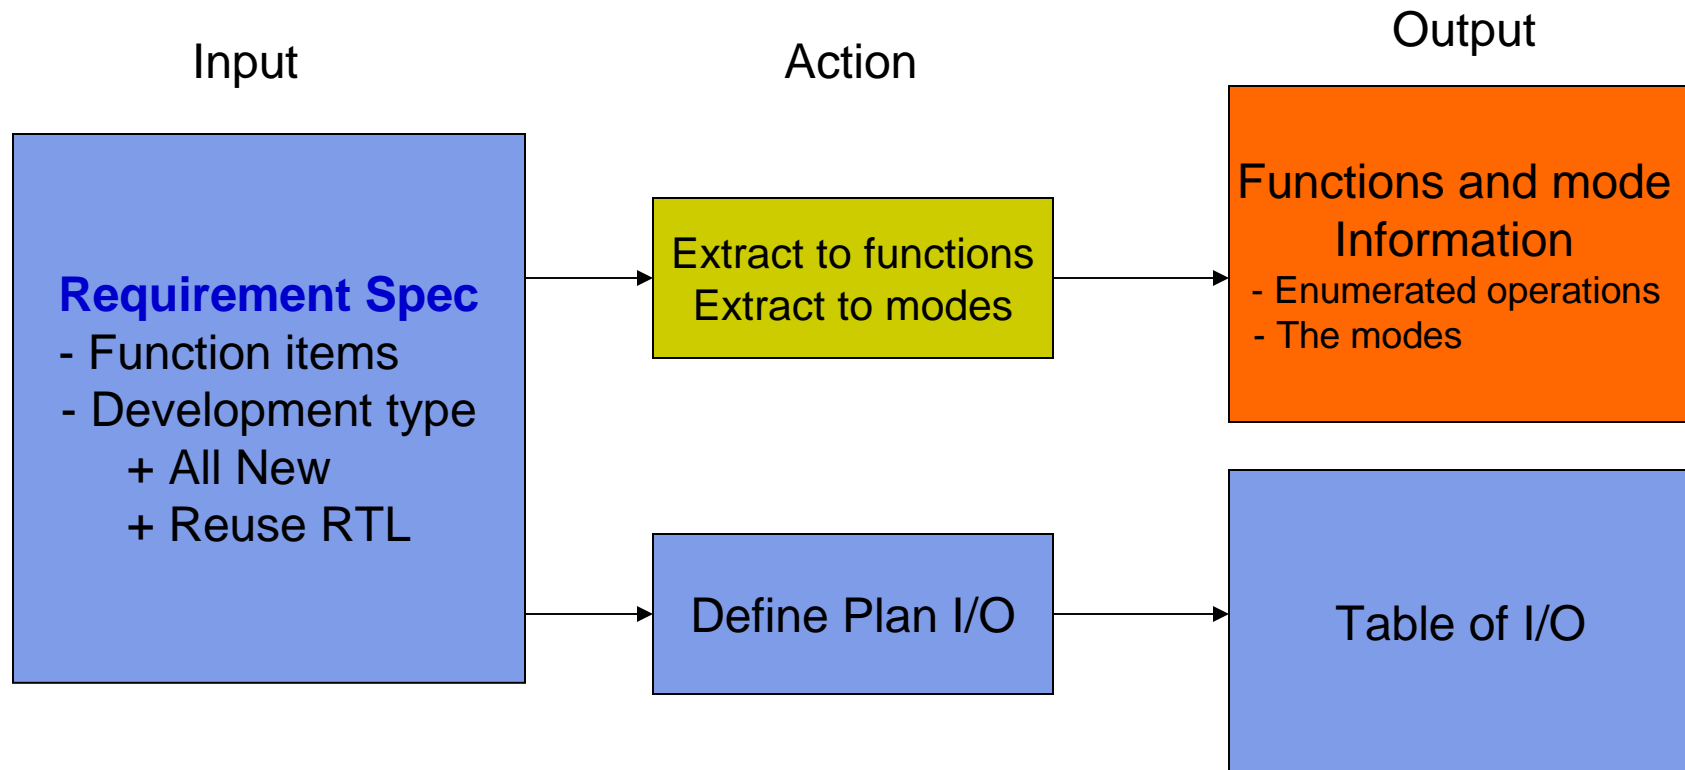 Input
Action
Output
Requirement Spec
- Function items
- Development type
+ All New
+ Reuse RTL
Extract to functions
Extract to modes
Functions and mode
Information
- Enumerated operations
- The modes
Define Plan I/O
Table of I/O